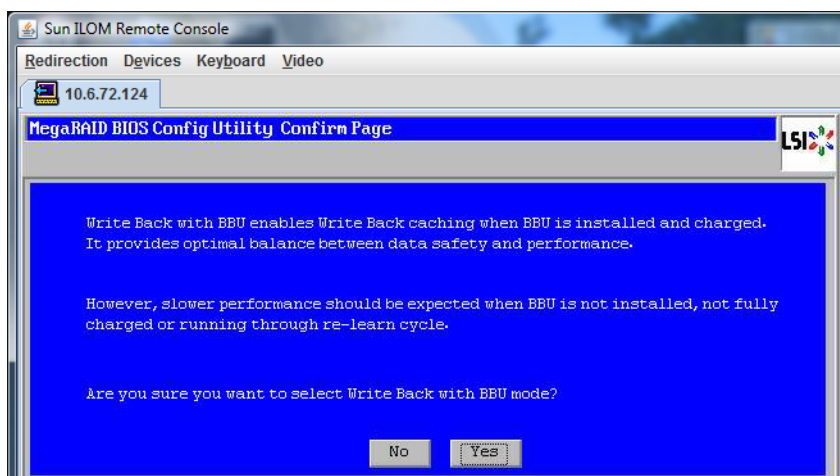 Sun ILOM Remote Console
Redirection Devices Keyboard Video
10.6.72.124
MegaRAID BIOS Config Utility Confirm Page
LSI
Write Back with BBU enables Write Back caching when BBU is installed and charged.
It provides optimal balance between data safety and performance.
However, slower performance should be expected when BBU is not installed, not fully
charged or running through re-learn cycle.
Are you sure you want to select Write Back with BBU mode?
No Yes